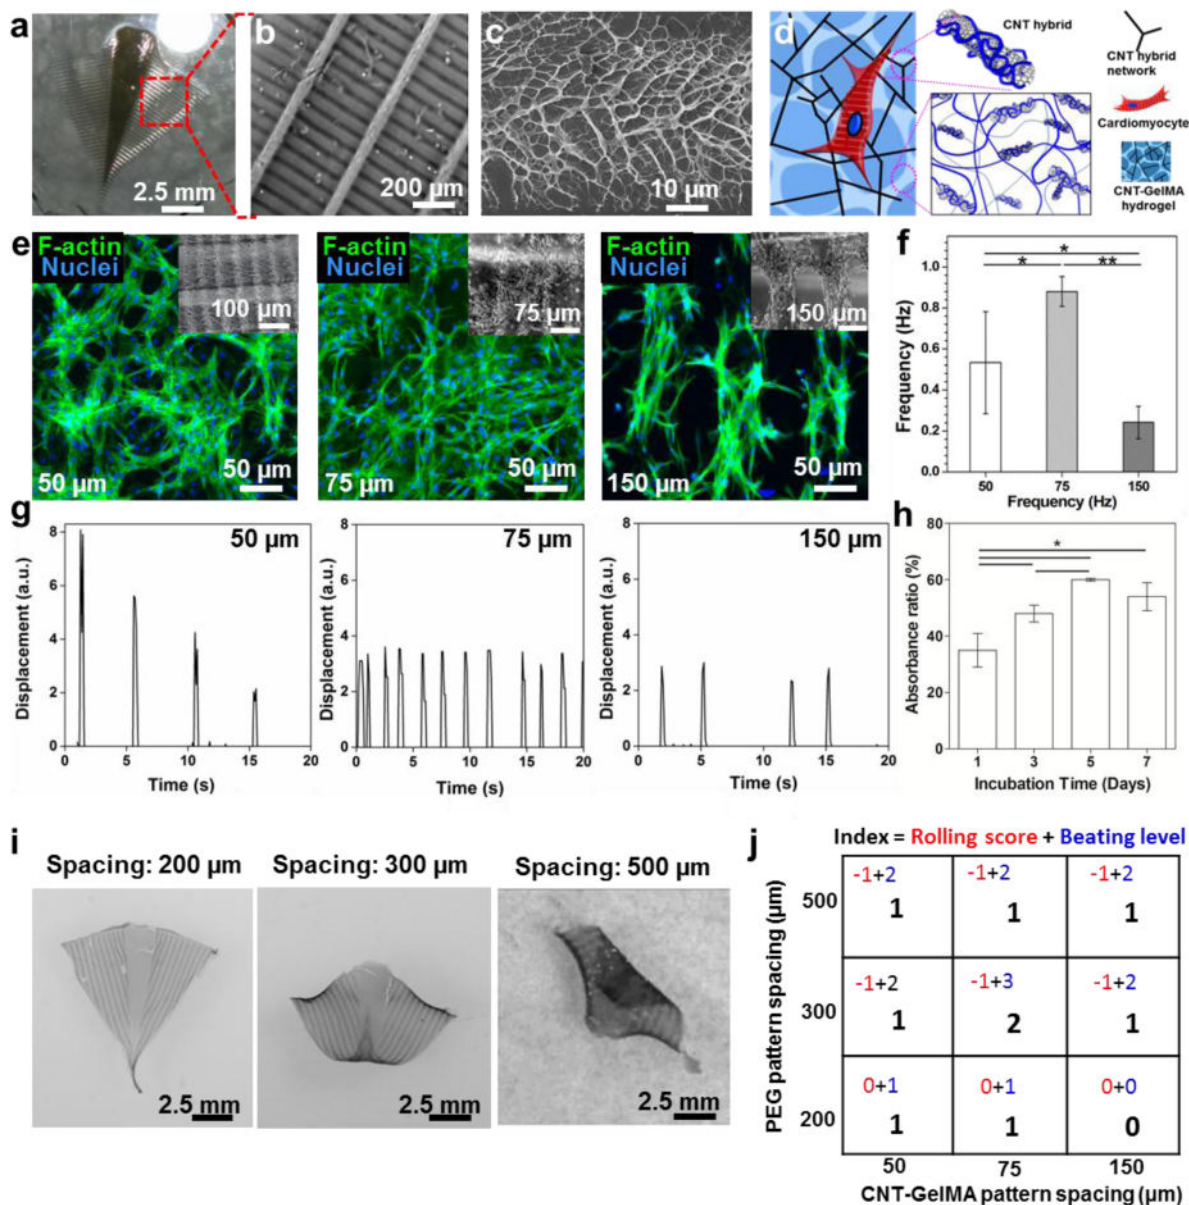 a
2.5 mm
b
200 µm
c
10 µm
d
CNT hybrid
CNT hybrid
network
Cardiomyocyte
CNT-GelMA
hydrogel
e
F-actin
Nuclei
100 µm
50 µm
50 µm
F-actin
Nuclei
75 µm
50 µm
75 µm
F-actin
Nuclei
150 µm
50 µm
150 µm
f
Frequency (Hz)
1.0
0.8
0.6
0.4
0.2
0.0
* 
* **
50 75 150
Frequency (Hz)
g
50 µm
Displacement (a.u.)
8
6
4
2
0
0 5 10 15 20
Time (s)
75 µm
Displacement (a.u.)
8
6
4
2
0
0 5 10 15 20
Time (s)
150 µm
Displacement (a.u.)
8
6
4
2
0
0 5 10 15 20
Time (s)
h
Absorbance ratio (%)
80
60
40
20
0
*
1 3 5 7
Incubation Time (Days)
i
Spacing: 200 µm
2.5 mm
Spacing: 300 µm
2.5 mm
Spacing: 500 µm
2.5 mm
j
Index = Rolling score + Beating level
PEG pattern spacing (µm)
500
-1+2 -1+2 -1+2
1 1 1
300
-1+2 -1+3 -1+2
1 2 1
200
0+1 0+1 0+0
1 1 0
50 75 150
CNT-GelMA pattern spacing (µm)